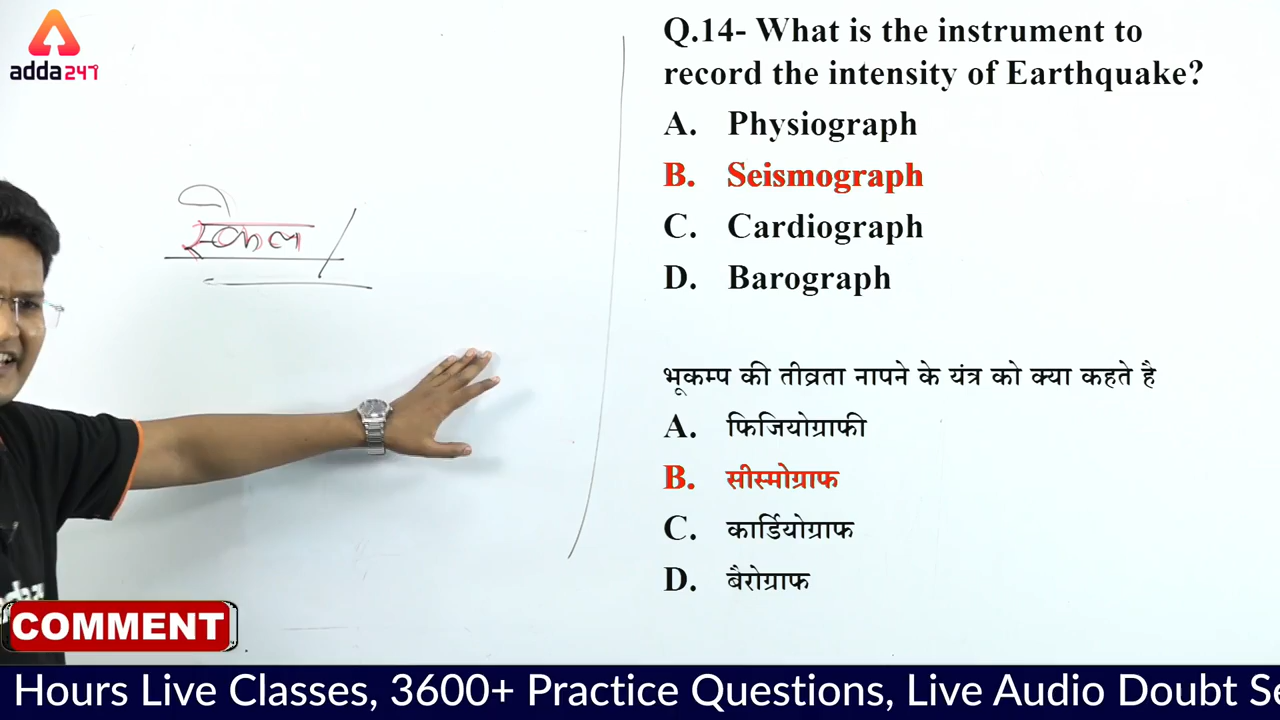 adda247
Q.14- What is the instrument to
record the intensity of Earthquake?
A. Physiograph
B. Seismograph
C. Cardiograph
D. Barograph
स्केल
भूकम्प की तीव्रता नापने के यंत्र को क्या कहते है
A. फिजियोग्राफी
B. सीस्मोग्राफ
C. कार्डियोग्राफ
D. बैरोग्राफ
COMMENT
Hours Live Classes, 3600+ Practice Questions, Live Audio Doubt Se